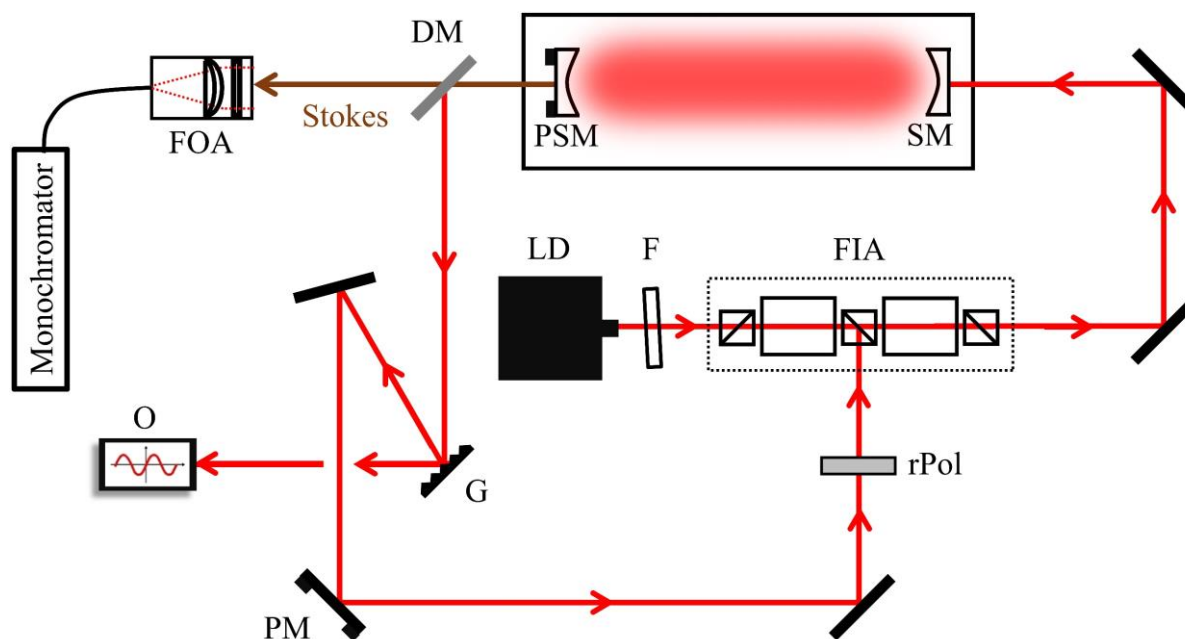 DM
FOA
Stokes
PSM
SM
Monochromator
LD
F
FIA
O
G
rPol
PM